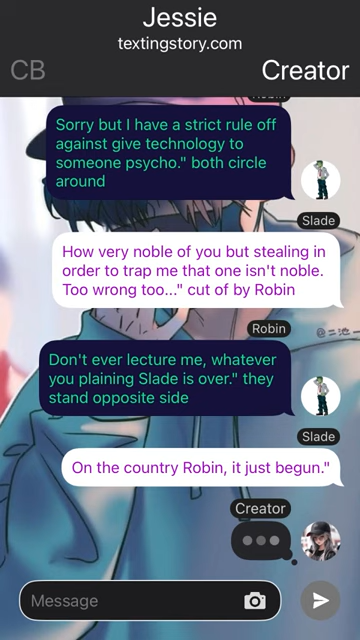 Jessie
textingstory.com
CB
Creator
Robin
Sorry but I have a strict rule off
against give technology to
someone psycho." both circle
around
Slade
How very noble of you but stealing in
order to trap me that one isn't noble.
Too wrong too..." cut of by Robin
Robin
Don't ever lecture me, whatever
you plaining Slade is over." they
stand opposite side
Slade
On the country Robin, it just begun."
Creator
Message